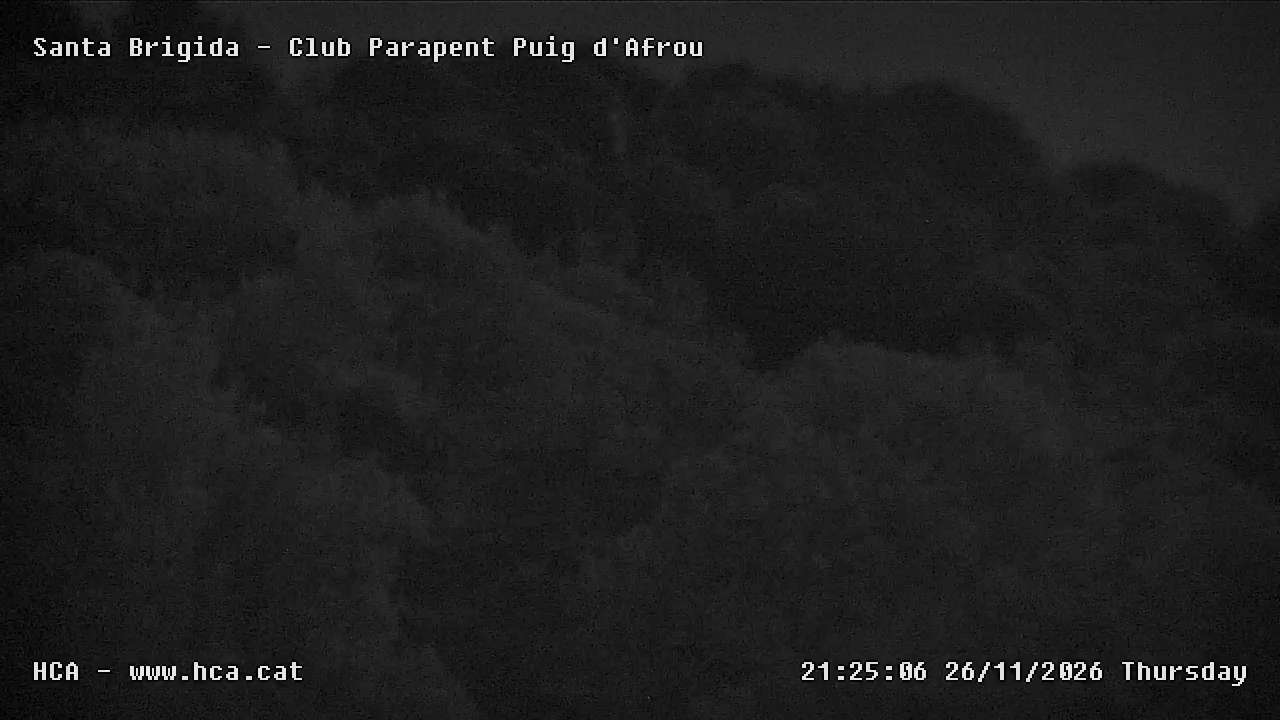 Santa Brigida - Club Parapent Puig d'Afrou
HCA - www.hca.cat
21:25:06 26/11/2026 Thursday